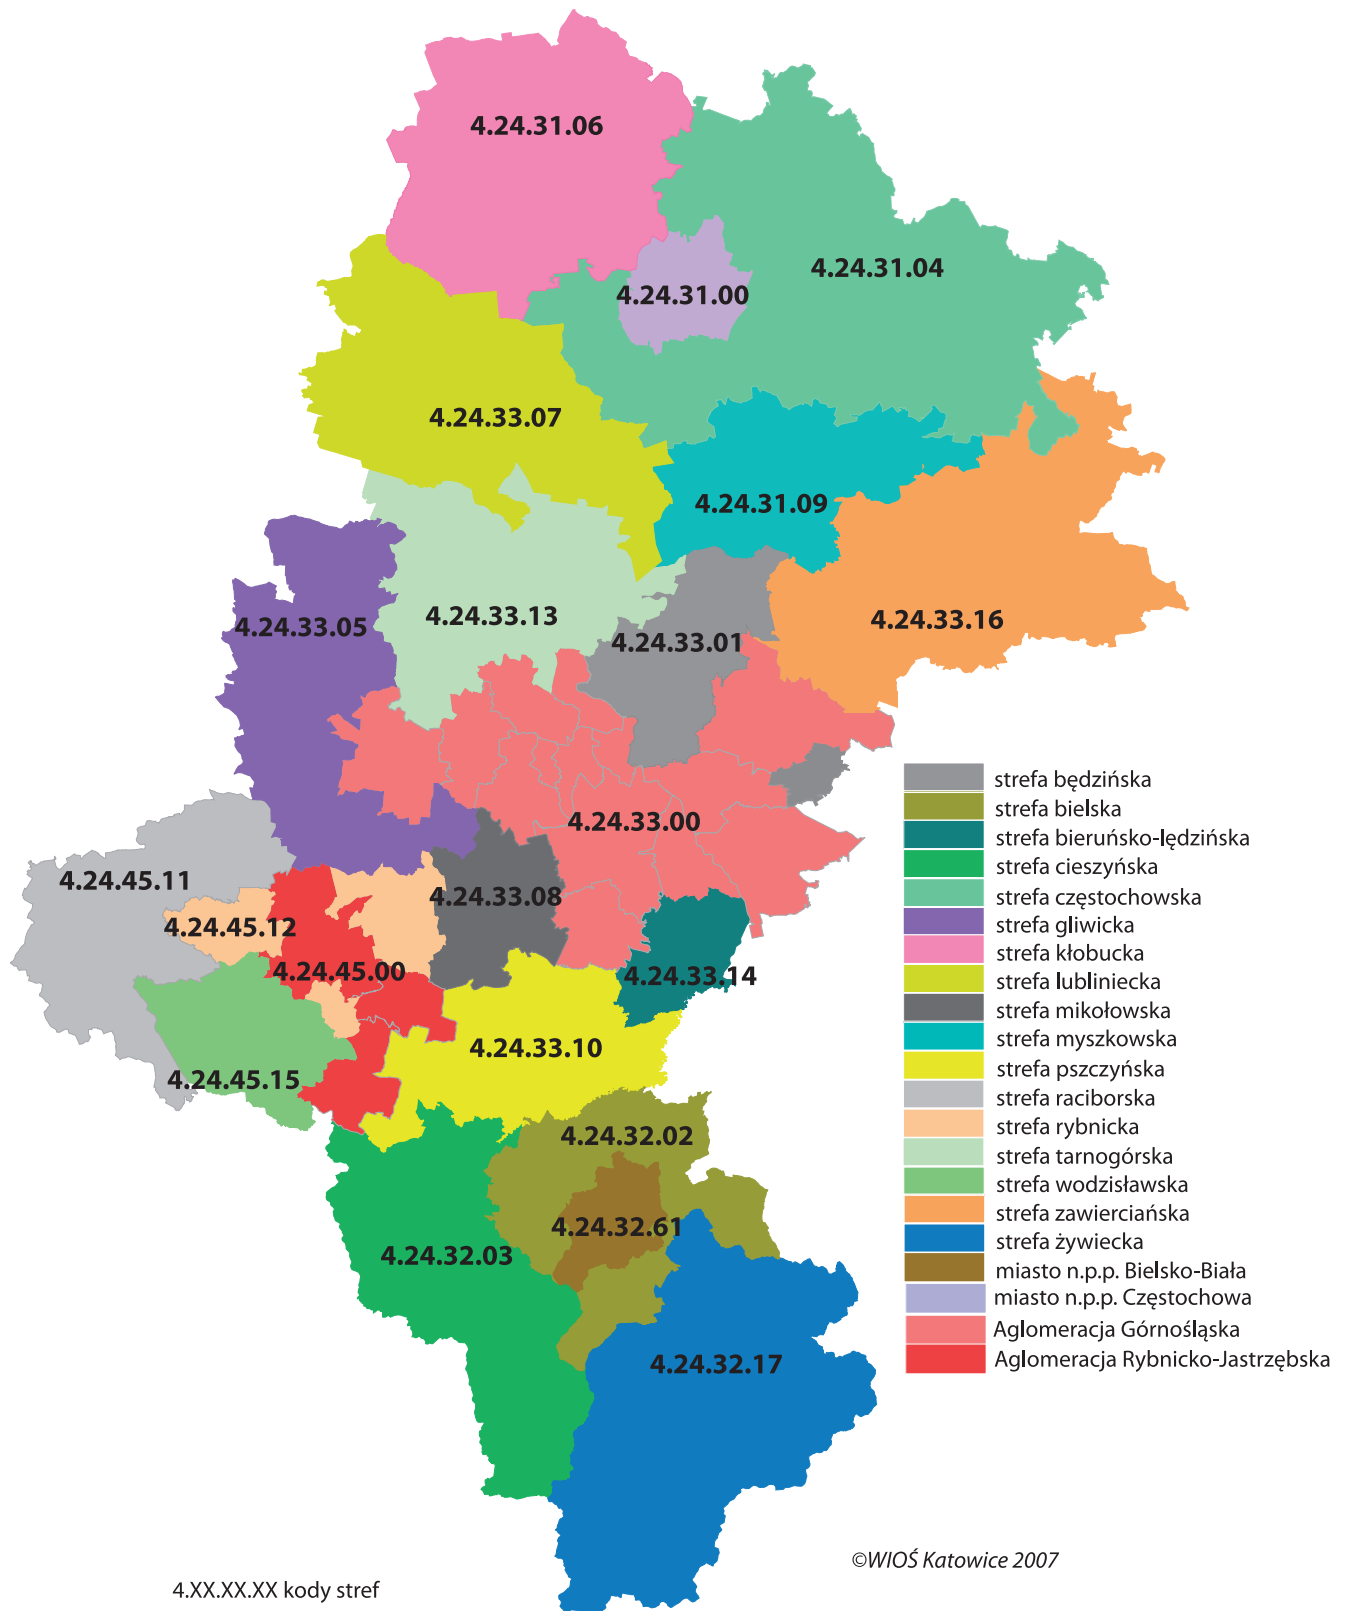 4.24.31.06
4.24.31.04
4.24.31.00
4.24.33.07
4.24.31.09
4.24.33.13
4.24.33.05
4.24.33.01
4.24.33.16
4.24.33.00
4.24.45.11
4.24.33.08
4.24.45.12
4.24.45.00
4.24.33.14
4.24.33.10
4.24.45.15
4.24.32.02
4.24.32.61
4.24.32.03
4.24.32.17
strefa będzińska
strefa bielska
strefa bieruńsko-lędzińska
strefa cieszyńska
strefa częstochowska
strefa gliwicka
strefa kłobucka
strefa lubliniecka
strefa mikołowska
strefa myszkowska
strefa pszczyńska
strefa raciborska
strefa rybnicka
strefa tarnogórska
strefa wodzisławska
strefa zawierciańska
strefa żywiecka
miasto n.p.p. Bielsko-Biała
miasto n.p.p. Częstochowa
Aglomeracja Górnośląska
Aglomeracja Rybnicko-Jastrzębska
©WIOŚ Katowice 2007
4.XX.XX.XX kody stref